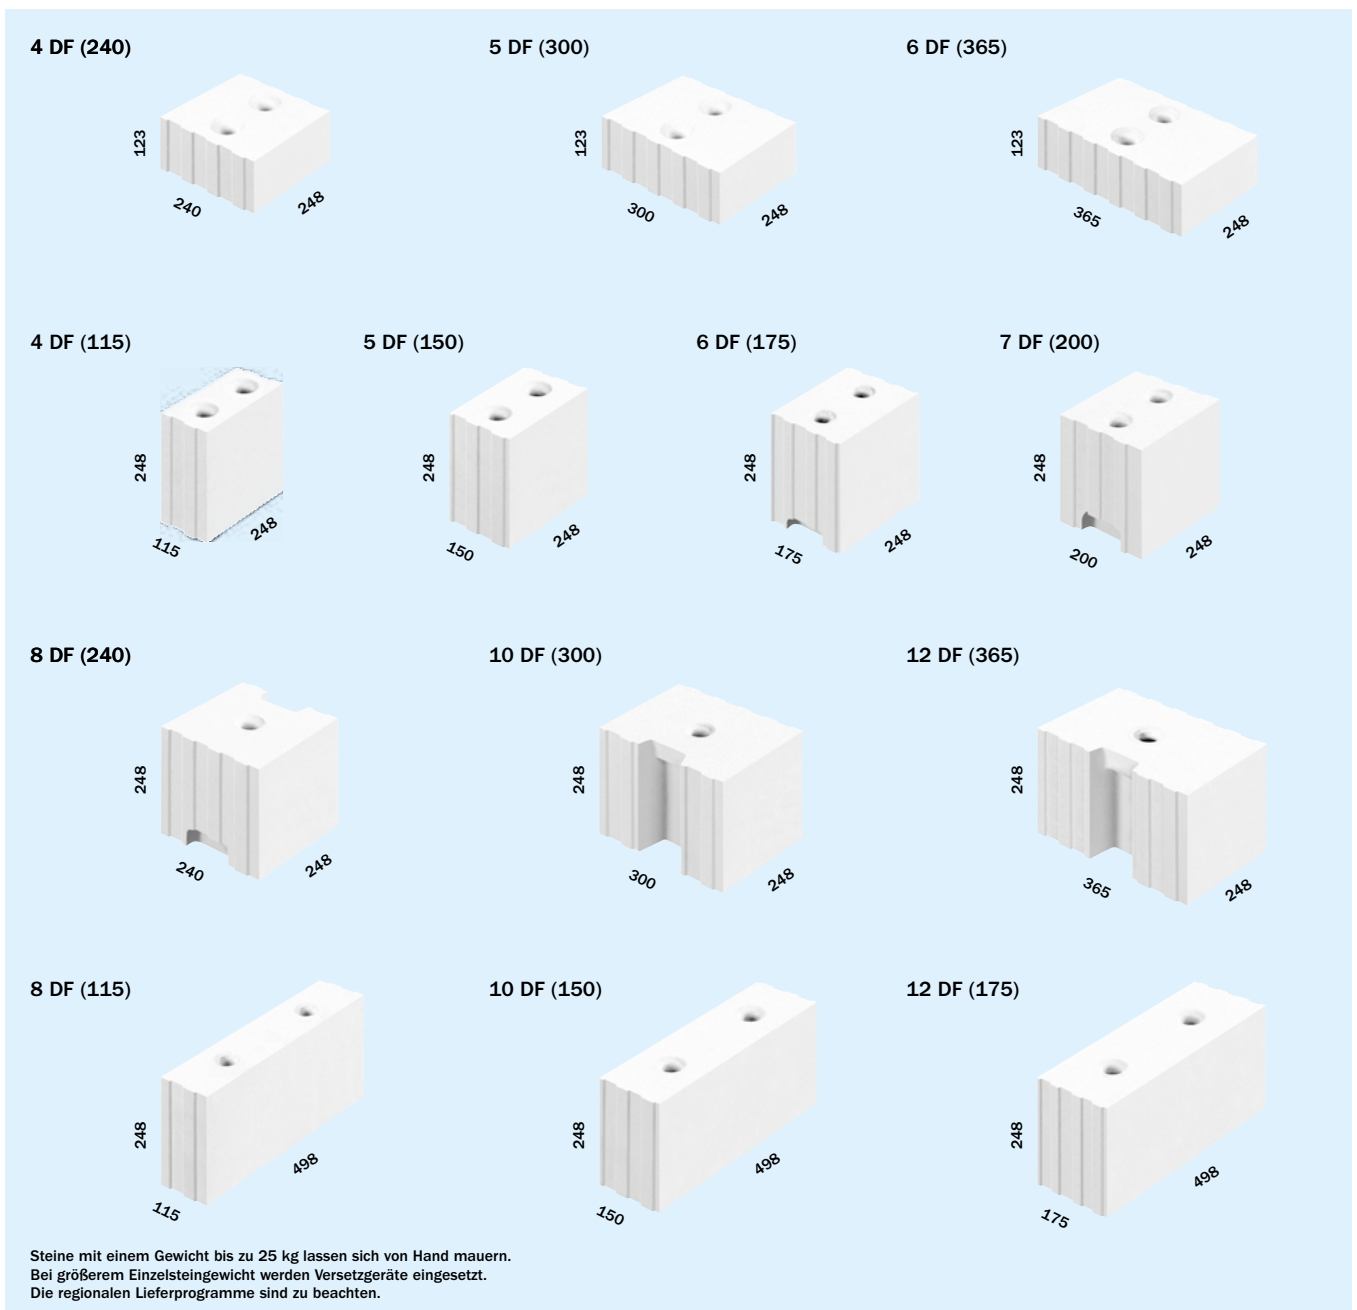 4 DF (240)
5 DF (300)
6 DF (365)
123
240
248
123
300
248
123
365
248
4 DF (115)
5 DF (150)
6 DF (175)
7 DF (200)
248
115
248
248
150
248
248
175
248
248
200
248
8 DF (240)
10 DF (300)
12 DF (365)
248
240
248
248
300
248
248
365
248
8 DF (115)
10 DF (150)
12 DF (175)
248
115
498
248
150
498
248
175
498
Steine mit einem Gewicht bis zu 25 kg lassen sich von Hand mauern.
Bei größerem Einzelsteingewicht werden Versetzgeräte eingesetzt.
Die regionalen Lieferprogramme sind zu beachten.